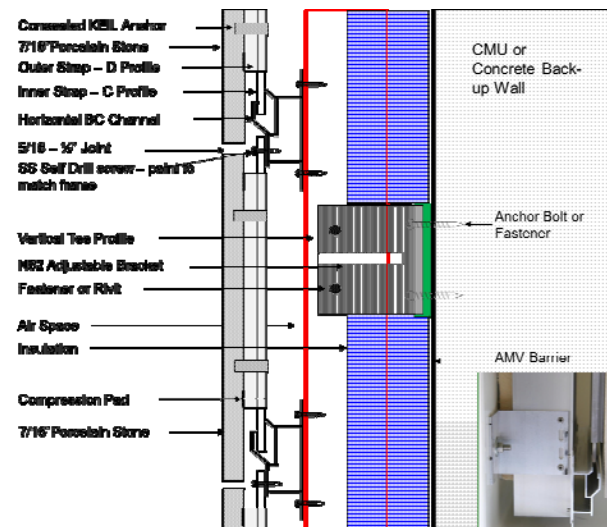 Concealed KEIL Anchor
7/16"Porcelain Stone
Outer Strap – D Profile
Inner Strap – C Profile
Horizontal BC Channel
5/16 – ½" Joint
SS Self Drill screw – paint to
match frame
Vertical Tee Profile
Adjustable Bracket
Fastener or Rivit
Air Space
Insulation
Compression Pad
7/16"Porcelain Stone
CMU or
Concrete Back-
up Wall
Anchor Bolt or
Fastener
AMV Barrier